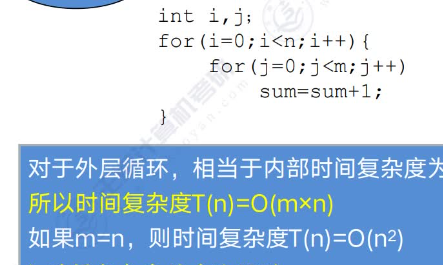 int i,j;
for(i=0;i<n;i++){
for(j=0;j<m;j++)
sum=sum+1;
}
对于外层循环，相当于内部时间复杂度为
所以时间复杂度T(n)=O(m×n)
如果m=n，则时间复杂度T(n)=O(n²)